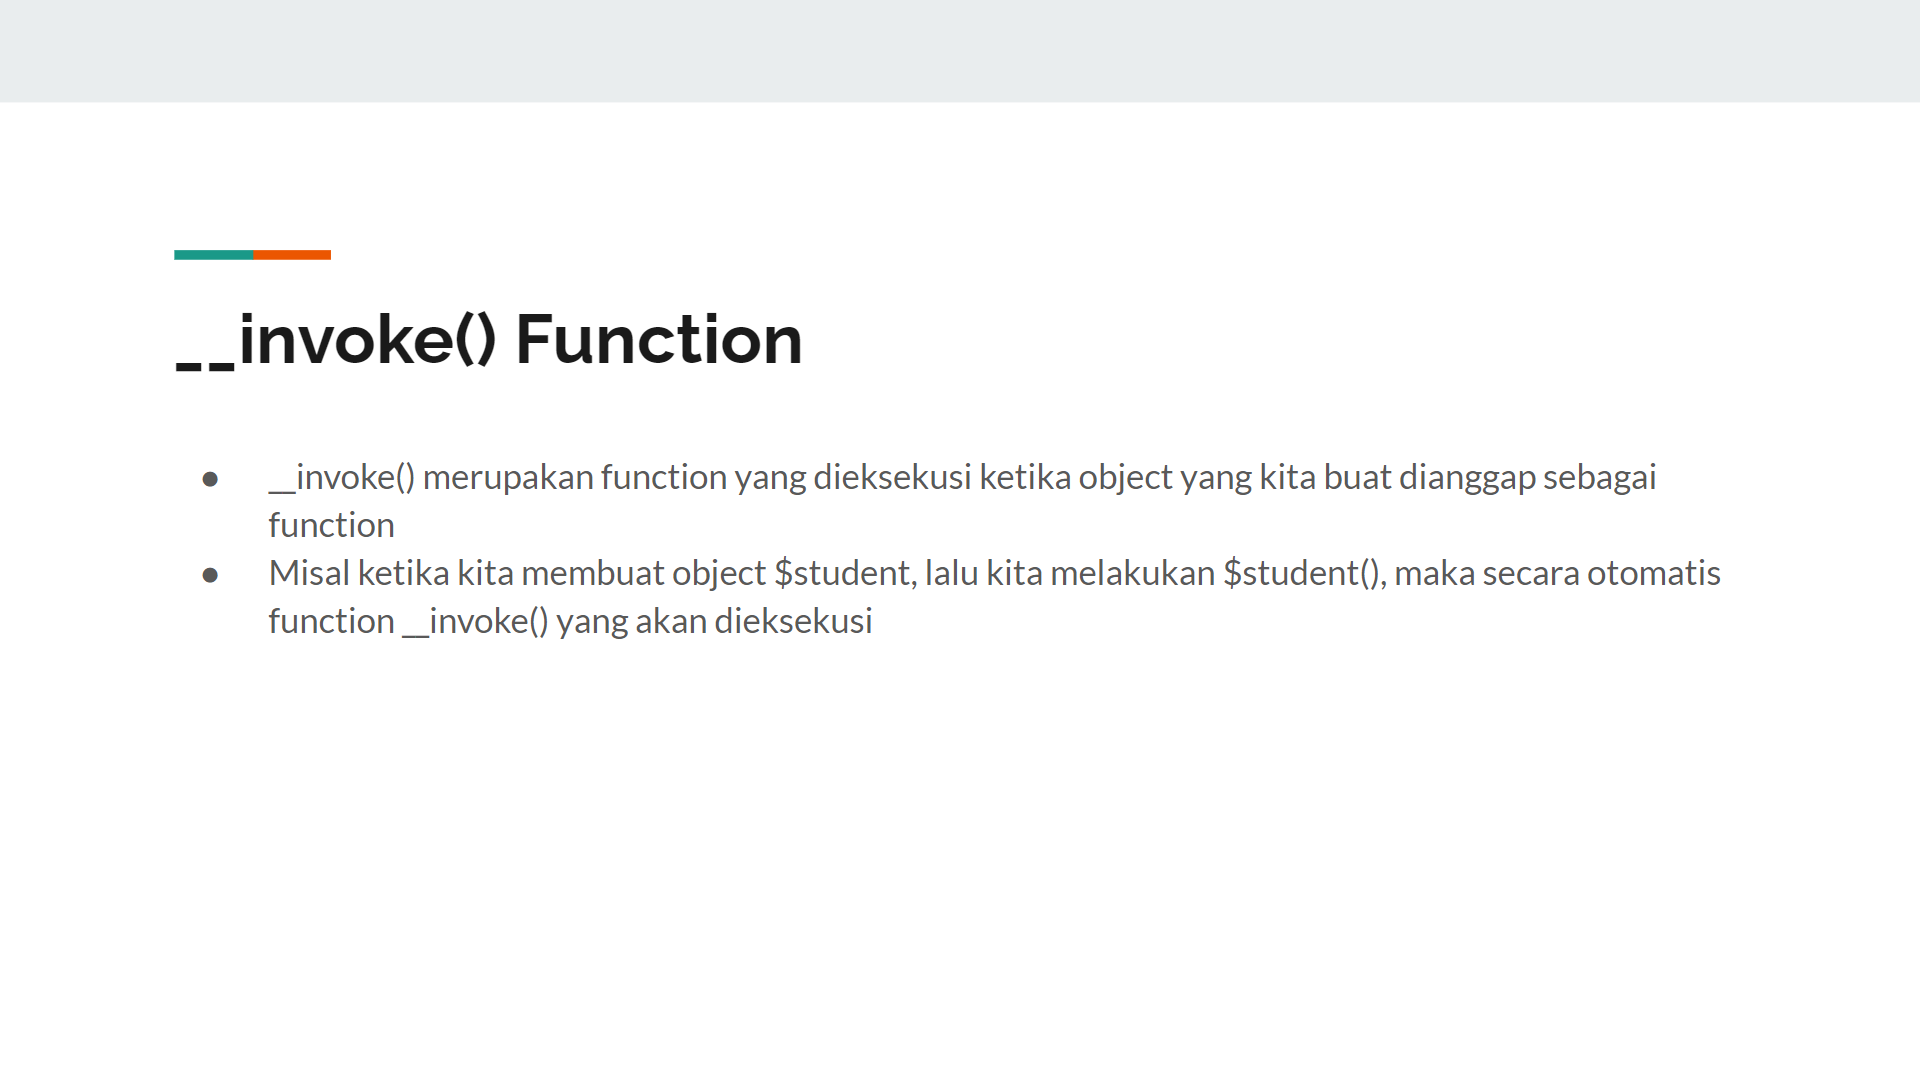 __invoke() Function
● __invoke() merupakan function yang dieksekusi ketika object yang kita buat dianggap sebagai
function
● Misal ketika kita membuat object $student, lalu kita melakukan $student(), maka secara otomatis
function __invoke() yang akan dieksekusi